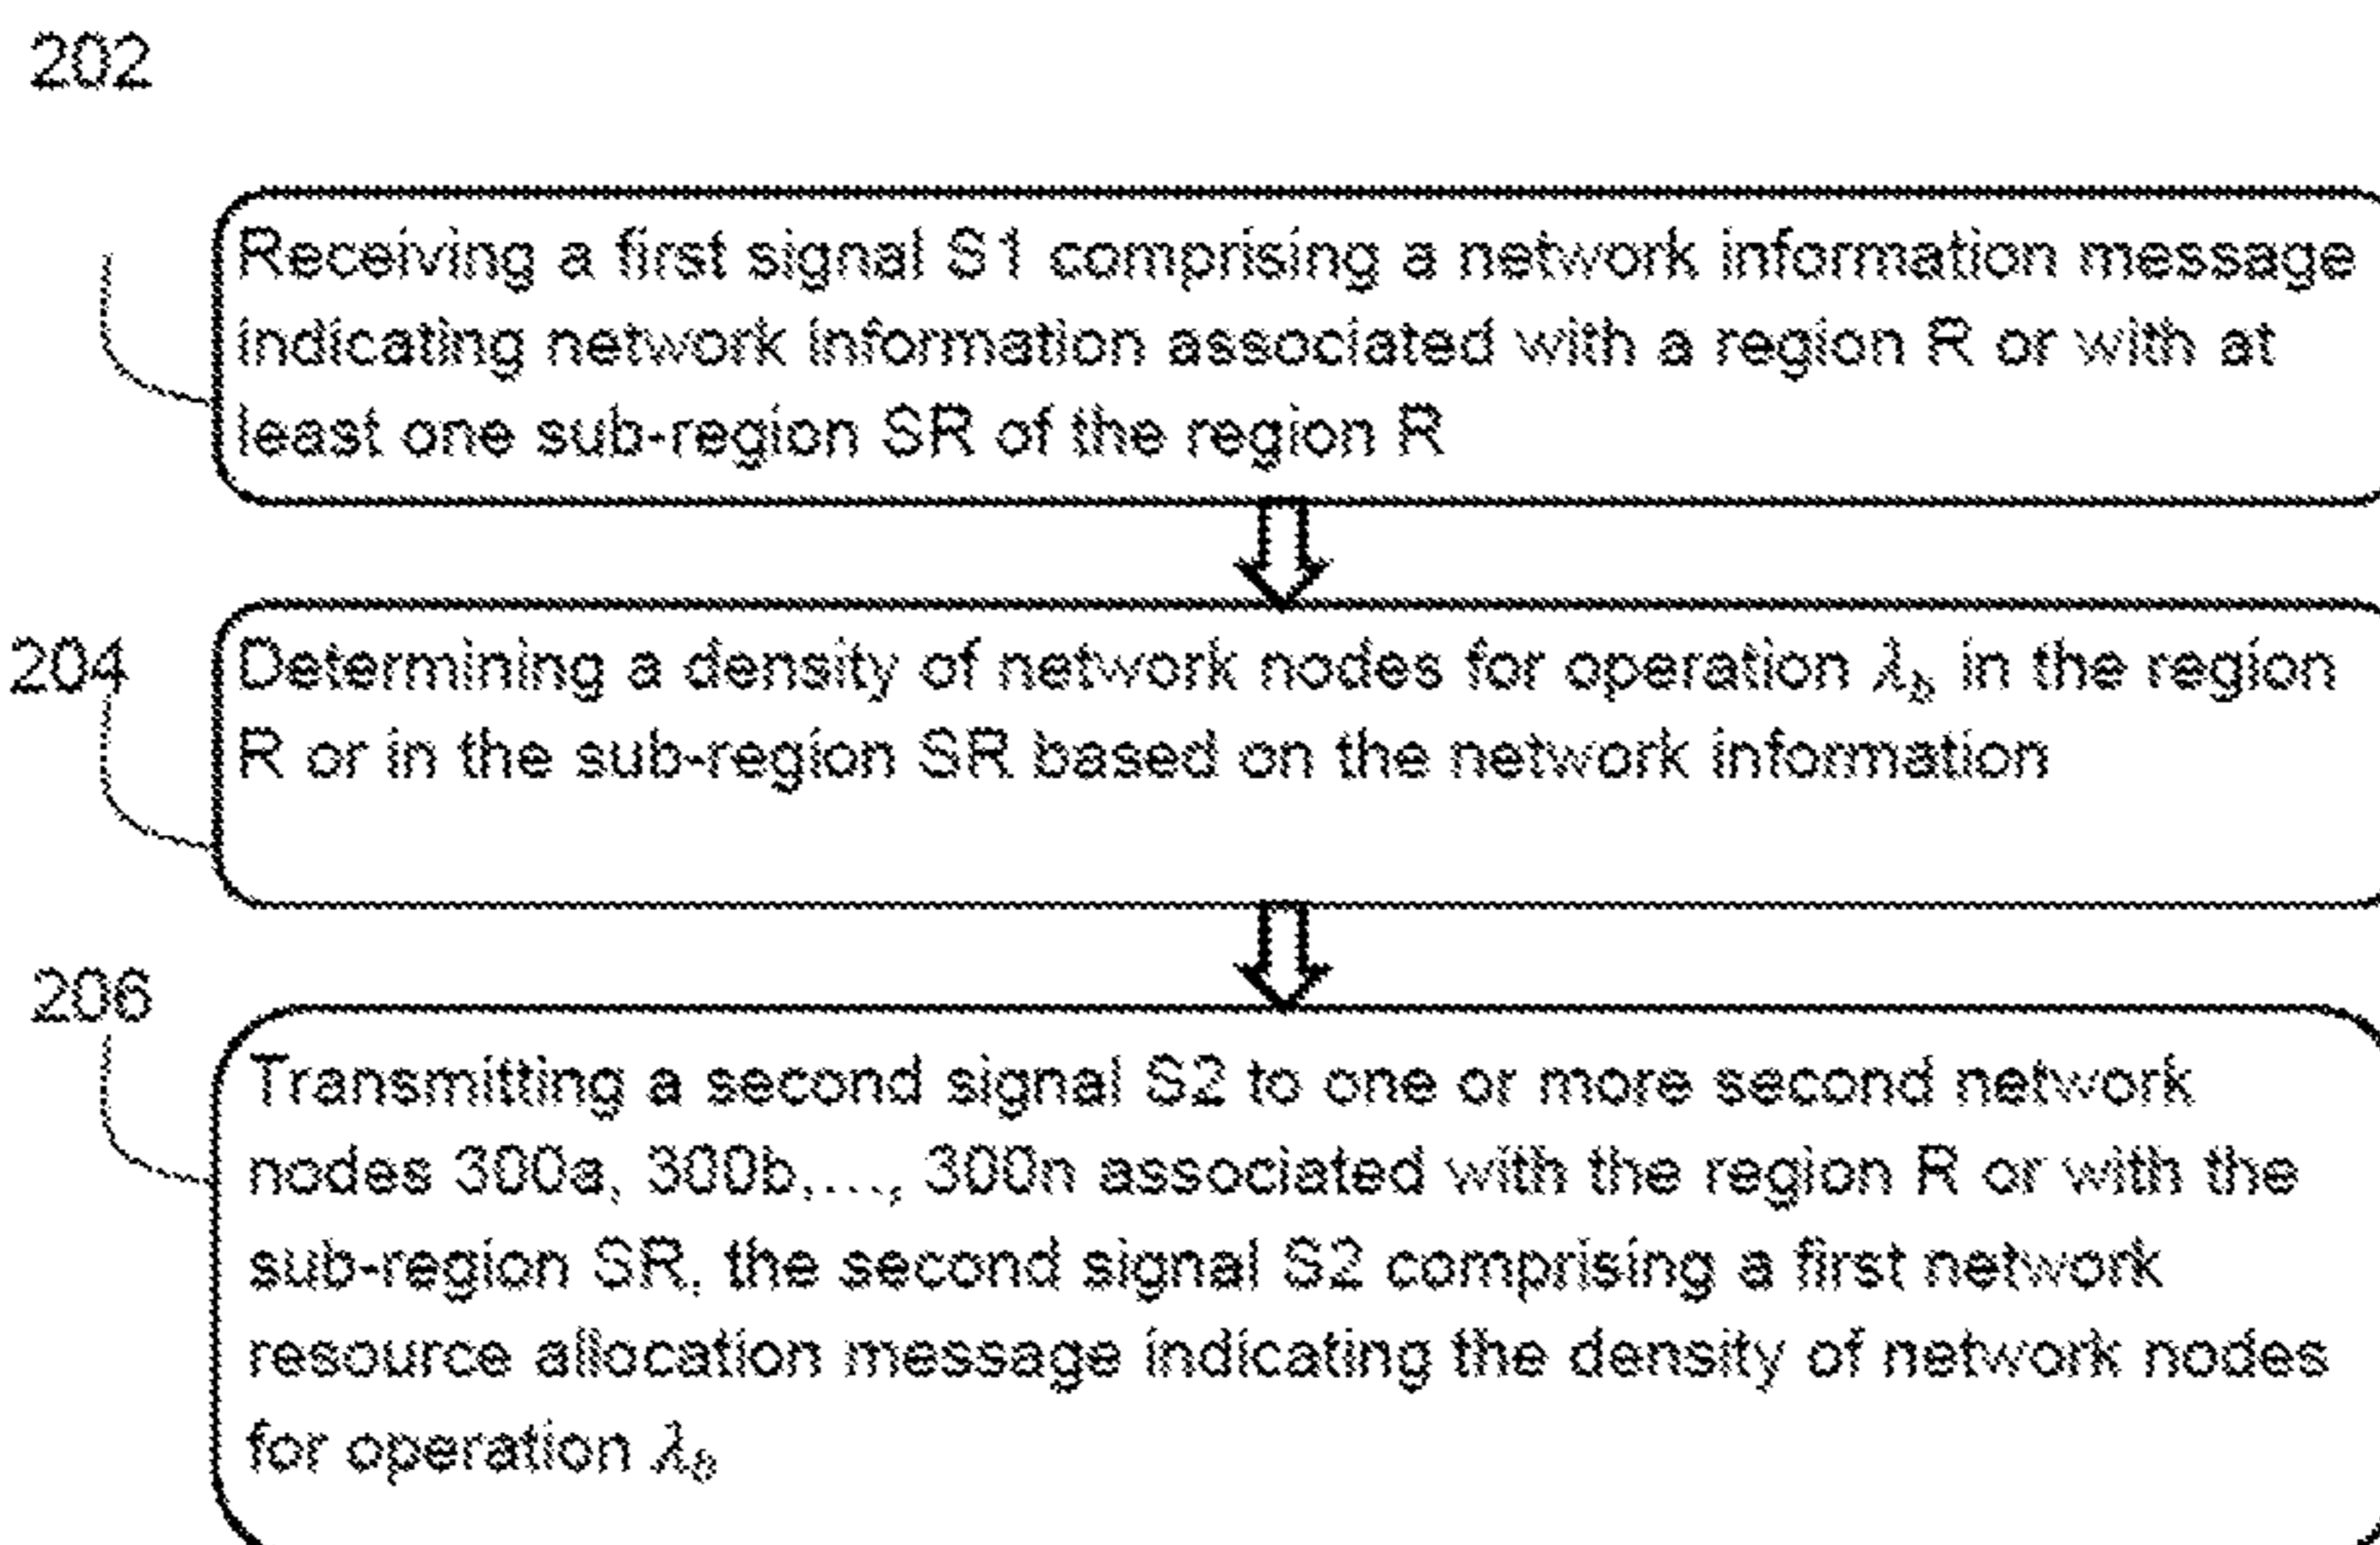 202
Receiving a first signal S1 comprising a network information message
indicating network information associated with a region R or with at
least one sub-region SR of the region R
204
Determining a density of network nodes for operation λ_b in the region
R or in the sub-region SR based on the network information
206
Transmitting a second signal S2 to one or more second network
nodes 300a, 300b,..., 300n associated with the region R or with the
sub-region SR, the second signal S2 comprising a first network
resource allocation message indicating the density of network nodes
for operation λ_b